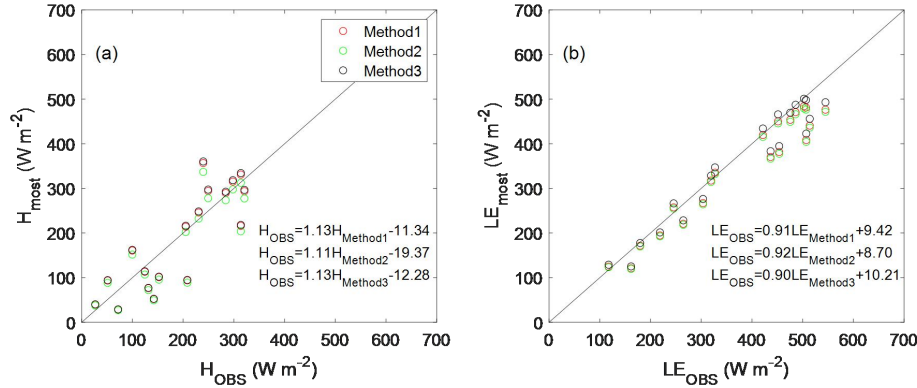 (a)
Method1
Method2
Method3
700
600
500
400
300
200
100
0
H_most (W m⁻²)
H_OBS=1.13H_Method1-11.34
H_OBS=1.11H_Method2-19.37
H_OBS=1.13H_Method3-12.28
0 100 200 300 400 500 600 700
H_OBS (W m⁻²)
(b)
700
600
500
400
300
200
100
0
LE_most (W m⁻²)
LE_OBS=0.91LE_Method1+9.42
LE_OBS=0.92LE_Method2+8.70
LE_OBS=0.90LE_Method3+10.21
0 100 200 300 400 500 600 700
LE_OBS (W m⁻²)